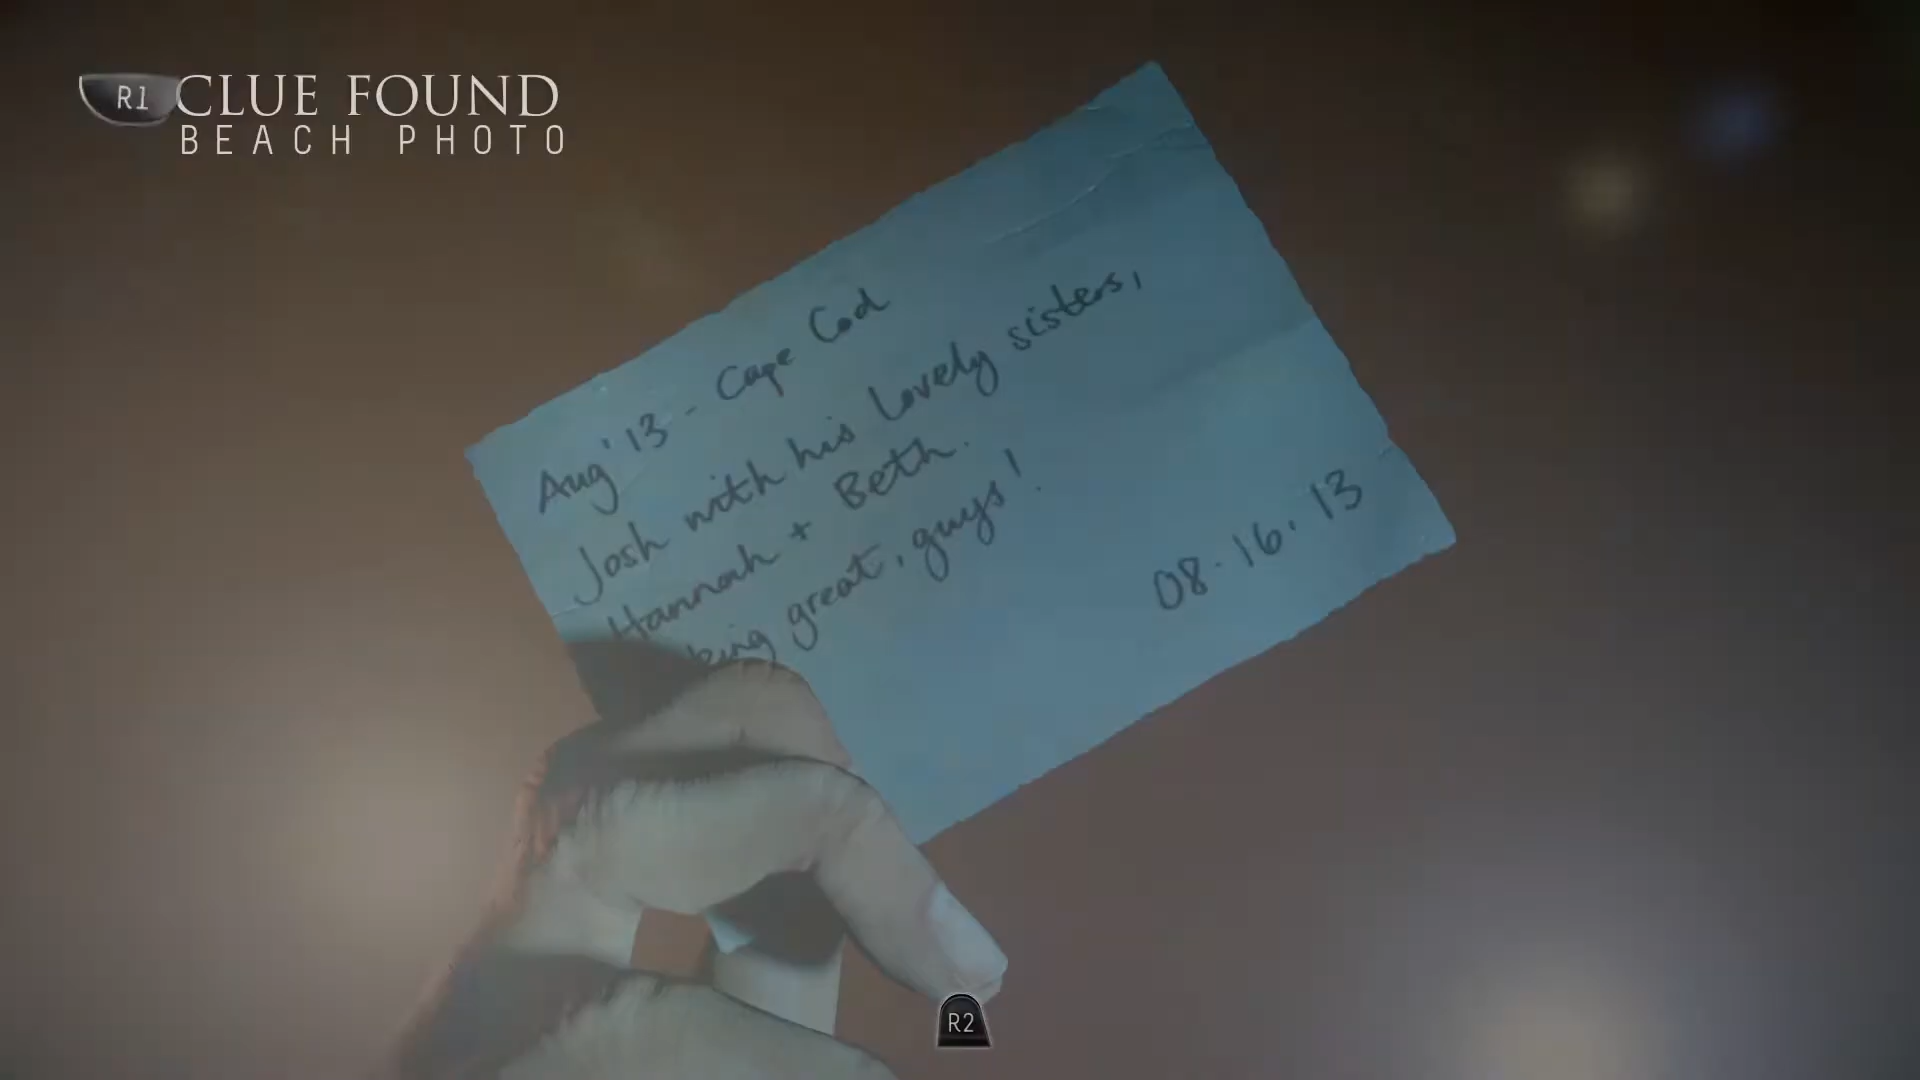 R1 CLUE FOUND
BEACH PHOTO
Aug '13 - Cape Cod
Josh with his lovely sisters,
Hannah + Beth.
great, guys!
08.16.13
R2